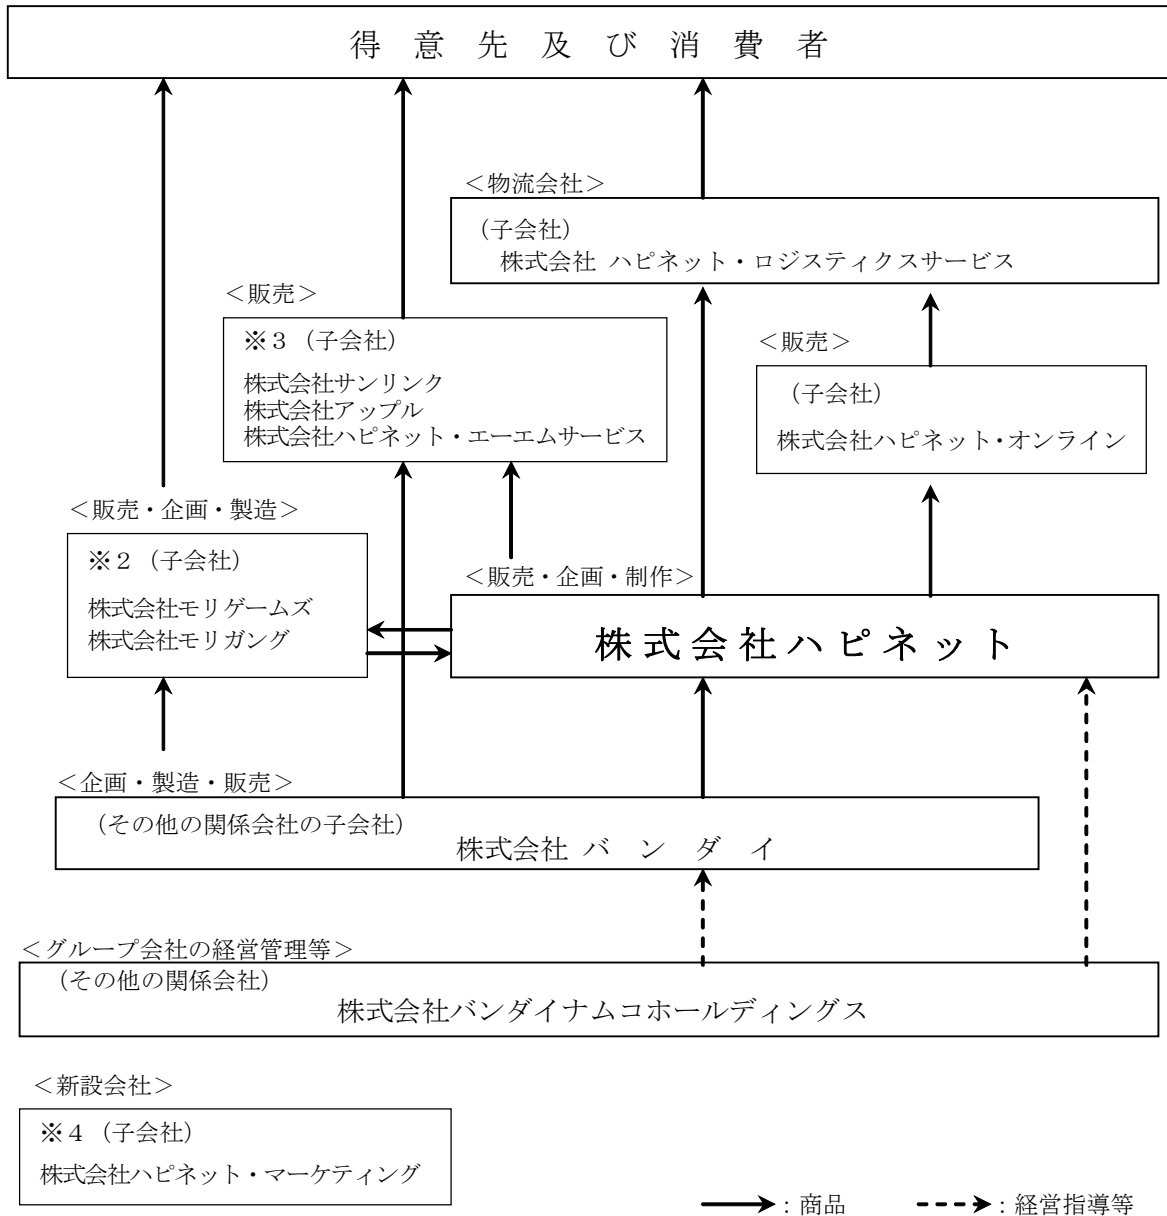 得意先及び消費者
＜物流会社＞
（子会社）
株式会社 ハピネット・ロジスティクスサービス
＜販売＞
※３（子会社）
株式会社サンリンク
株式会社アップル
株式会社ハピネット・エーエムサービス
＜販売＞
（子会社）
株式会社ハピネット・オンライン
＜販売・企画・製造＞
※２（子会社）
株式会社モリゲームズ
株式会社モリガング
＜販売・企画・制作＞
株式会社ハピネット
＜企画・製造・販売＞
（その他の関係会社の子会社）
株式会社 バンダイ
＜グループ会社の経営管理等＞
（その他の関係会社）
株式会社バンダイナムコホールディングス
＜新設会社＞
※４（子会社）
株式会社ハピネット・マーケティング
：商品
：経営指導等